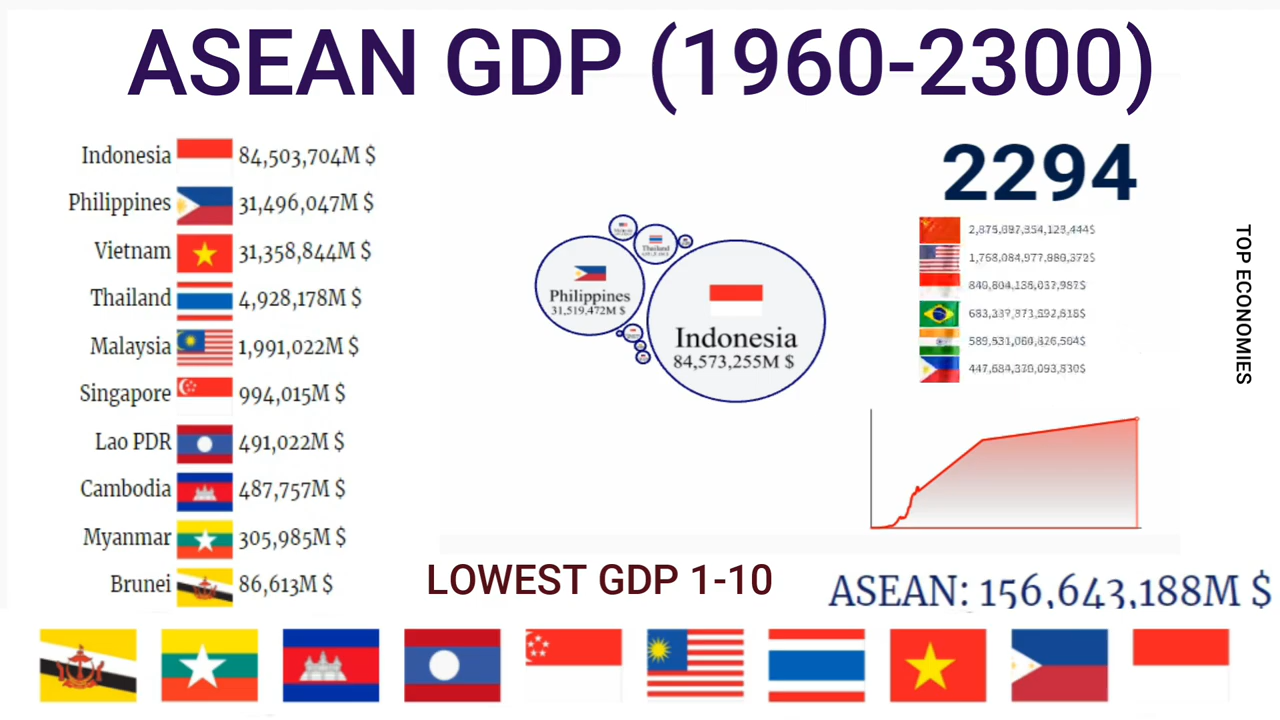 ASEAN GDP (1960-2300)
Indonesia 84,503,704M $
Philippines 31,496,047M $
Vietnam 31,358,844M $
Thailand 4,928,178M $
Malaysia 1,991,022M $
Singapore 994,015M $
Lao PDR 491,022M $
Cambodia 487,757M $
Myanmar 305,985M $
Brunei 86,613M $
Thailand
Philippines
31,519,472M $
Indonesia
84,573,255M $
2294
TOP ECONOMIES
LOWEST GDP 1-10
ASEAN: 156,643,188M $